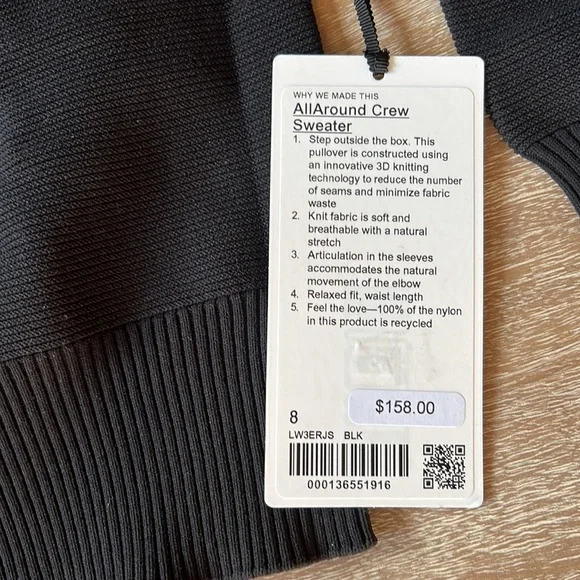 WHY WE MADE THIS
AllAround Crew
Sweater
1. Step outside the box. This
pullover is constructed using
an innovative 3D knitting
technology to reduce the number
of seams and minimize fabric
waste
2. Knit fabric is soft and
breathable with a natural
stretch
3. Articulation in the sleeves
accommodates the natural
movement of the elbow
4. Relaxed fit, waist length
5. Feel the love—100% of the nylon
in this product is recycled
$158.00
8
LW3ERJS BLK
000136551916